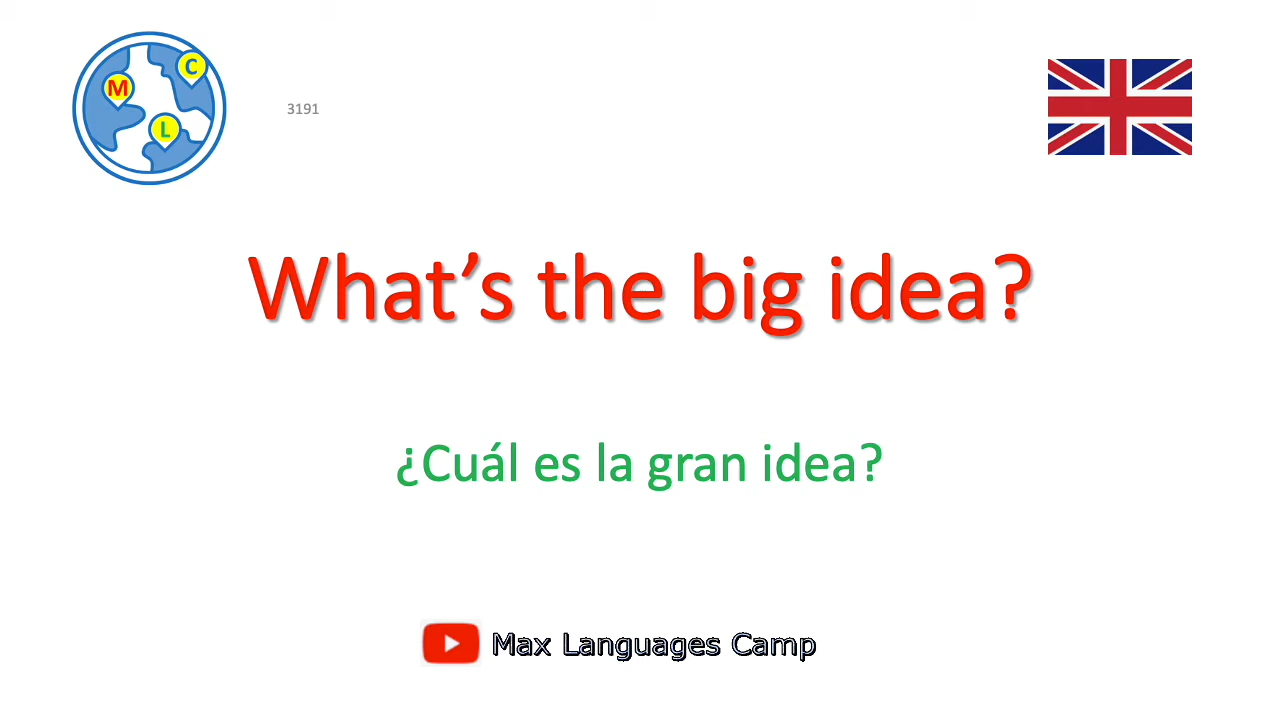 C
M
3191
L
What’s the big idea?
¿Cuál es la gran idea?
Max Languages Camp